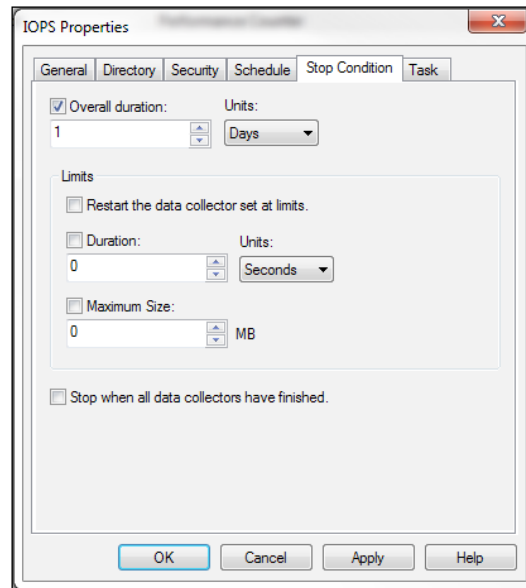 Performance Counter
IOPS Properties
General Directory Security Schedule Stop Condition Task
Overall duration: Units:
1 Days
Limits
Restart the data collector set at limits.
Duration: Units:
0 Seconds
Maximum Size:
0 MB
Stop when all data collectors have finished.
OK Cancel Apply Help